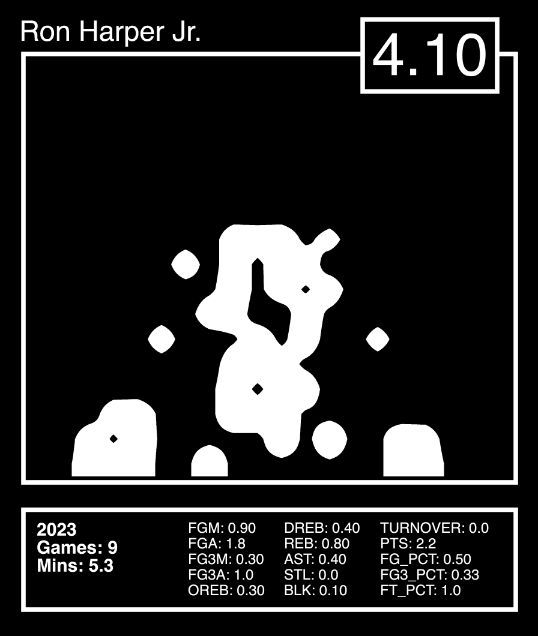 Ron Harper Jr.
4.10
2023
Games: 9
Mins: 5.3
FGM: 0.90
FGA: 1.8
FG3M: 0.30
FG3A: 1.0
OREB: 0.30
DREB: 0.40
REB: 0.80
AST: 0.40
STL: 0.0
BLK: 0.10
TURNOVER: 0.0
PTS: 2.2
FG_PCT: 0.50
FG3_PCT: 0.33
FT_PCT: 1.0